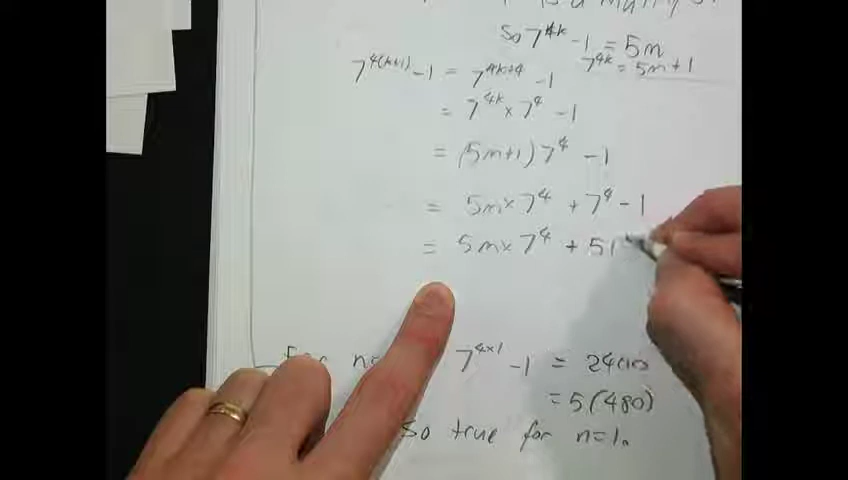 is a
So 7^4k - 1 = 5m
7^4k = 5m + 1
7^4(k+1) - 1 = 7^4k+4 - 1
= 7^4k × 7^4 - 1
= (5m+1) 7^4 - 1
= 5m × 7^4 + 7^4 - 1
= 5m × 7^4 + 5
For 7^4×1 - 1 = 2400
= 5(480)
So true for n=1.